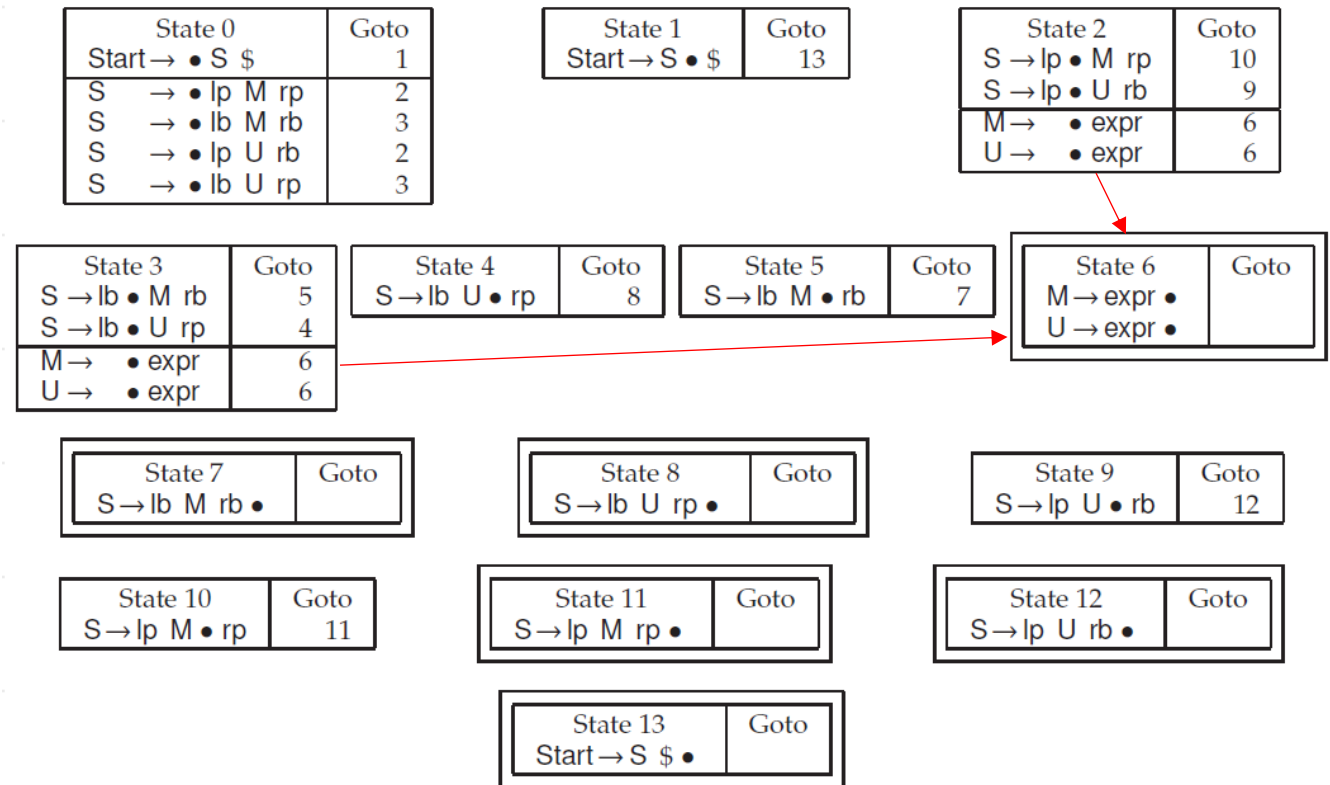 State 0 Goto
Start → • S $ 1
S → • lp M rp 2
S → • lb M rb 3
S → • lp U rb 2
S → • lb U rp 3
State 1 Goto
Start → S • $ 13
State 2 Goto
S → lp • M rp 10
S → lp • U rb 9
M → • expr 6
U → • expr 6
State 3 Goto
S → lb • M rb 5
S → lb • U rp 4
M → • expr 6
U → • expr 6
State 4 Goto
S → lb U • rp 8
State 5 Goto
S → lb M • rb 7
State 6 Goto
M → expr •
U → expr •
State 7 Goto
S → lb M rb •
State 8 Goto
S → lb U rp •
State 9 Goto
S → lp U • rb 12
State 10 Goto
S → lp M • rp 11
State 11 Goto
S → lp M rp •
State 12 Goto
S → lp U rb •
State 13 Goto
Start → S $ •